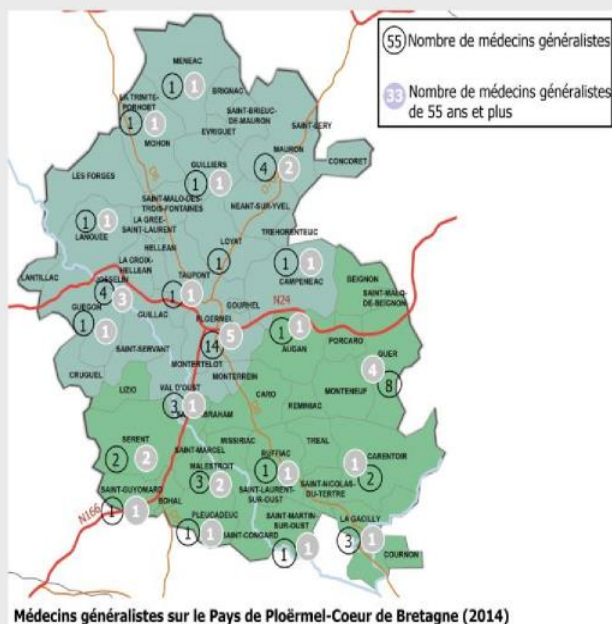 55 Nombre de médecins généralistes
33 Nombre de médecins généralistes
de 55 ans et plus
MENEAC
1 1
BRIGNAC
LA TRINITE-
PORHOET
1 1
MOHON
SAINT-BRIEUC-
DE-MAURON
EVRIGUET
SAINT-LERY
MAURON
4 2
CONCORET
GUILLIERS
1 1
LES FORGES
SAINT-MALO-DES-
TROIS-FONTAINES
NEANT-SUR-YVEL
LA GREE-
SAINT-LAURENT
1 1
LANOUEE
HELLEAN
LOYAT
1
TREHORENTEUC
1 1
CAMPENEAC
LA CROIX-
HELLEAN
LANTILLAC
JOSSELIN
4 3
TAUPONT
1 1
GUEGON
1 1
GUILLAC
GOURHEL
N24
PLOERMEL
14 5
BEIGNON
SAINT-MALO-
DE-BEIGNON
1 1
AUGAN
PORCARO
GUER
4
8
SAINT-SERVANT
MONTERTELOT
MONTERREIN
CRUGUEL
LIZIO
VAL D'OUST
3 1
CARO
MONTENEUF
REMINIAC
SERENT
2 2
SAINT-MARCEL
MISSIRIAC
MALESTROIT
3 2
RUFFIAC
1 1
TREAL
CARENTOIR
1
2
SAINT-LAURENT-
SUR-OUST
SAINT-NICOLAS-
DU-TERTRE
SAINT-GUYOMARD
1 1
N166
BOHAL
PLEUCADEUC
1 1
SAINT-CONGARD
SAINT-MARTIN-
SUR-OUST
1 1
LA GACILLY
3 1
COURNON
Médecins généralistes sur le Pays de Ploërmel-Coeur de Bretagne (2014)